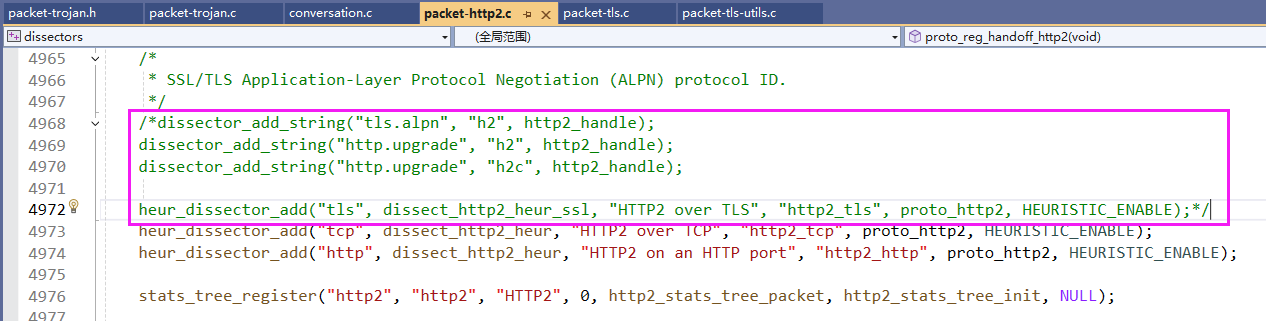 packet-trojan.h packet-trojan.c conversation.c packet-http2.c packet-tls.c packet-tls-utils.c
dissectors (全局范围) proto_reg_handoff_http2(void)
4965 /*
4966 * SSL/TLS Application-Layer Protocol Negotiation (ALPN) protocol ID.
4967 */
4968 /*dissector_add_string("tls.alpn", "h2", http2_handle);
4969 dissector_add_string("http.upgrade", "h2", http2_handle);
4970 dissector_add_string("http.upgrade", "h2c", http2_handle);
4971
4972 heur_dissector_add("tls", dissect_http2_heur_ssl, "HTTP2 over TLS", "http2_tls", proto_http2, HEURISTIC_ENABLE);*/
4973 heur_dissector_add("tcp", dissect_http2_heur, "HTTP2 over TCP", "http2_tcp", proto_http2, HEURISTIC_ENABLE);
4974 heur_dissector_add("http", dissect_http2_heur, "HTTP2 on an HTTP port", "http2_http", proto_http2, HEURISTIC_ENABLE);
4975
4976 stats_tree_register("http2", "http2", "HTTP2", 0, http2_stats_tree_packet, http2_stats_tree_init, NULL);
4977